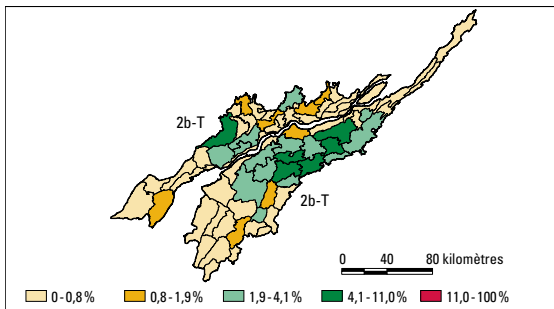 2b-T
2b-T
0 40 80 kilomètres
0 - 0,8 %
0,8 - 1,9 %
1,9 - 4,1 %
4,1 - 11,0 %
11,0 - 100 %